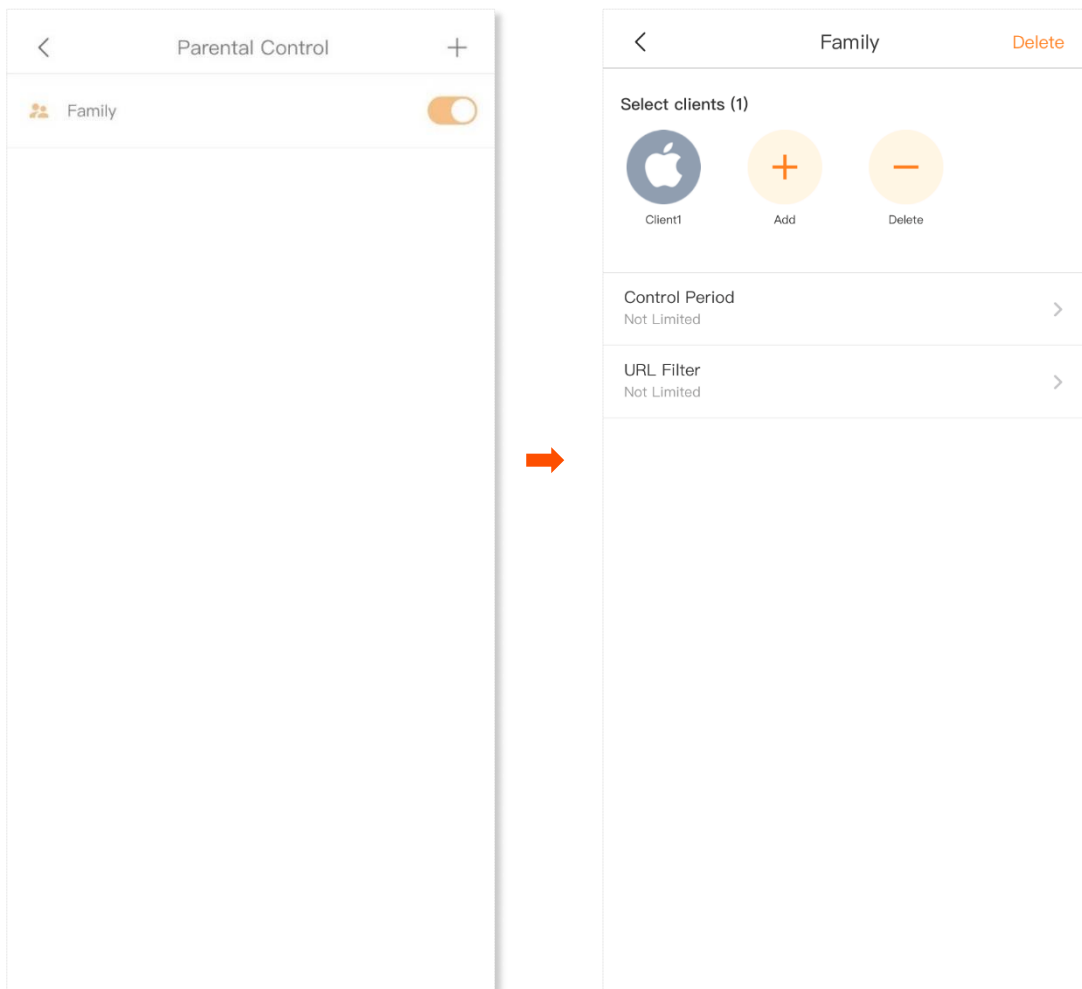 Parental Control
Family
Family
Delete
Select clients (1)
Client1
Add
Delete
Control Period
Not Limited
URL Filter
Not Limited